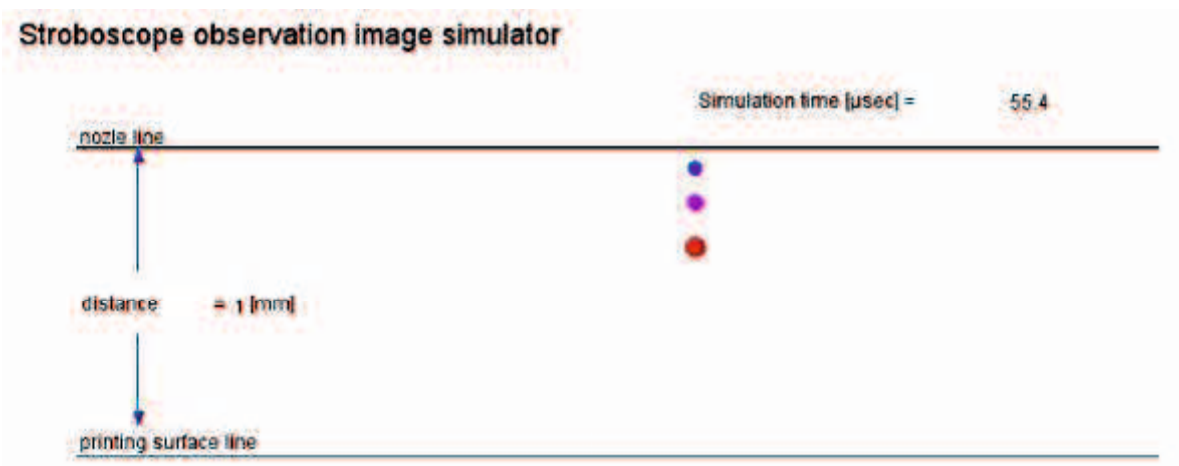 Stroboscope observation image simulator
Simulation time [µsec] = 55.4
nozle line
distance = 1 [mm]
printing surface line